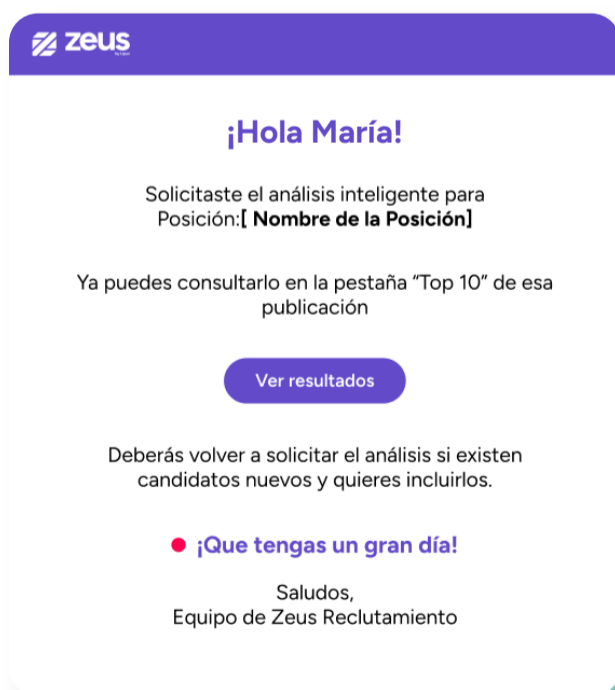 zeus
¡Hola María!
Solicitaste el análisis inteligente para
Posición:[ Nombre de la Posición]
Ya puedes consultarlo en la pestaña “Top 10” de esa
publicación
Ver resultados
Deberás volver a solicitar el análisis si existen
candidatos nuevos y quieres incluirlos.
¡Que tengas un gran día!
Saludos,
Equipo de Zeus Reclutamiento